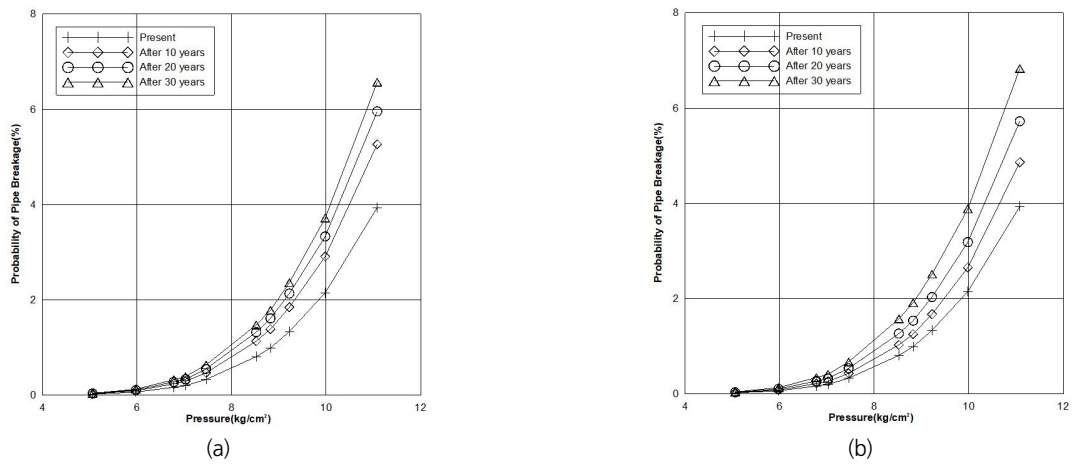 Probability of Pipe Breakage(%)
8
6
4
2
0
Present
After 10 years
After 20 years
After 30 years
4 6 8 10 12
Pressure(kg/cm²)
(a)
Probability of Pipe Breakage(%)
8
6
4
2
0
Present
After 10 years
After 20 years
After 30 years
4 6 8 10 12
Pressure(kg/cm²)
(b)